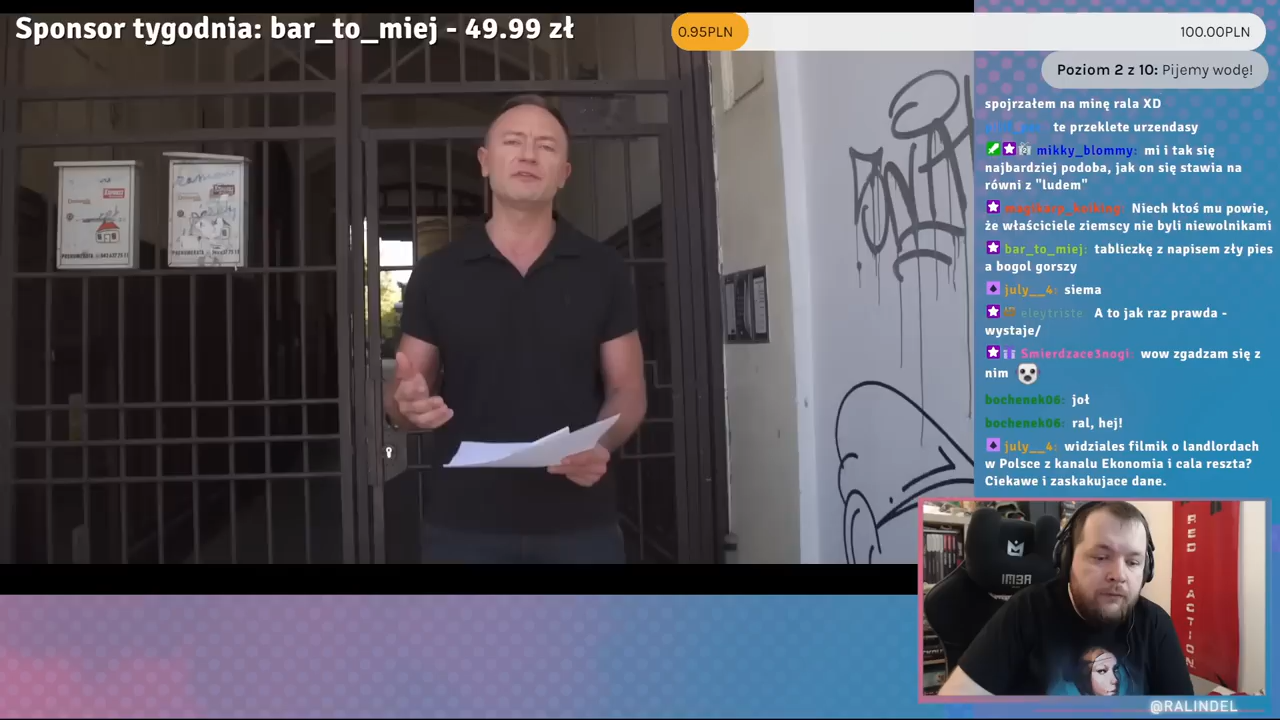 Sponsor tygodnia: bar_to_miej - 49.99 zł
0.95PLN
100.00PLN
Poziom 2 z 10: Pijemy wodę!
spojrzałem na minę rala XD
te przeklete urzendasy
mikky_blommy: mi i tak się
najbardziej podoba, jak on się stawia na
równi z "ludem"
Niech ktoś mu powie,
że właściciele ziemscy nie byli niewolnikami
bar_to_miej: tabliczkę z napisem zły pies
a bogol gorszy
july__4: siema
eleytriste: A to jak raz prawda -
wystaje/
Smierdzace3nogi: wow zgadzam się z
nim
bochenek06: joł
bochenek06: ral, hej!
july__4: widziales filmik o landlordach
w Polsce z kanalu Ekonomia i cala reszta?
Ciekawe i zaskakujace dane.
RED FACTION
@RALINDEL